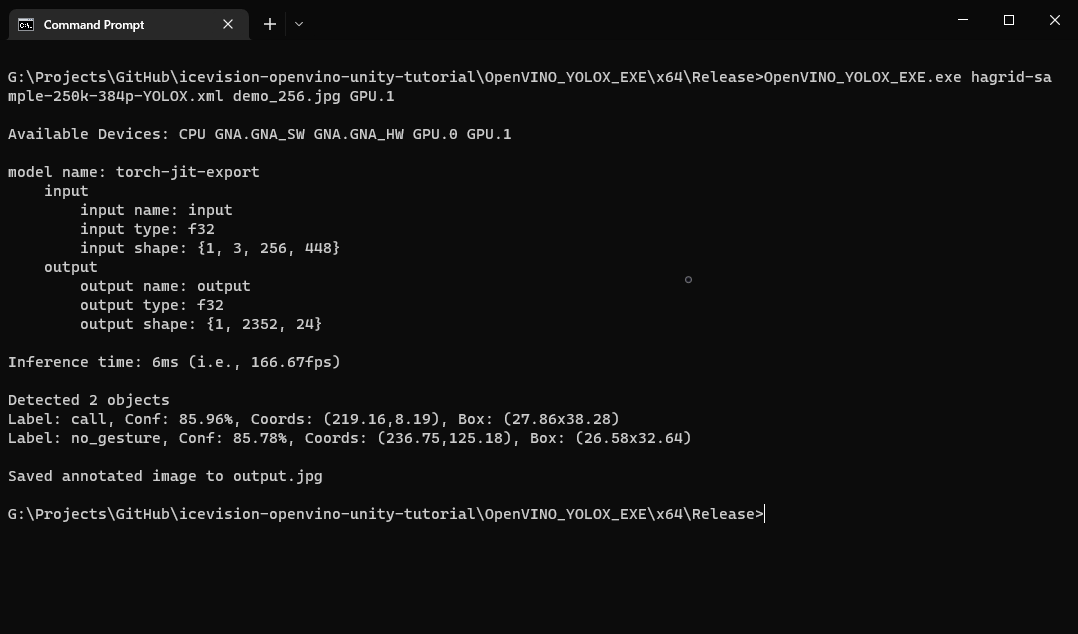 Command Prompt
G:\Projects\GitHub\icevision-openvino-unity-tutorial\OpenVINO_YOLOX_EXE\x64\Release>OpenVINO_YOLOX_EXE.exe hagrid-sa
mple-250k-384p-YOLOX.xml demo_256.jpg GPU.1
Available Devices: CPU GNA.GNA_SW GNA.GNA_HW GPU.0 GPU.1
model name: torch-jit-export
    input
        input name: input
        input type: f32
        input shape: {1, 3, 256, 448}
    output
        output name: output
        output type: f32
        output shape: {1, 2352, 24}
Inference time: 6ms (i.e., 166.67fps)
Detected 2 objects
Label: call, Conf: 85.96%, Coords: (219.16,8.19), Box: (27.86x38.28)
Label: no_gesture, Conf: 85.78%, Coords: (236.75,125.18), Box: (26.58x32.64)
Saved annotated image to output.jpg
G:\Projects\GitHub\icevision-openvino-unity-tutorial\OpenVINO_YOLOX_EXE\x64\Release>